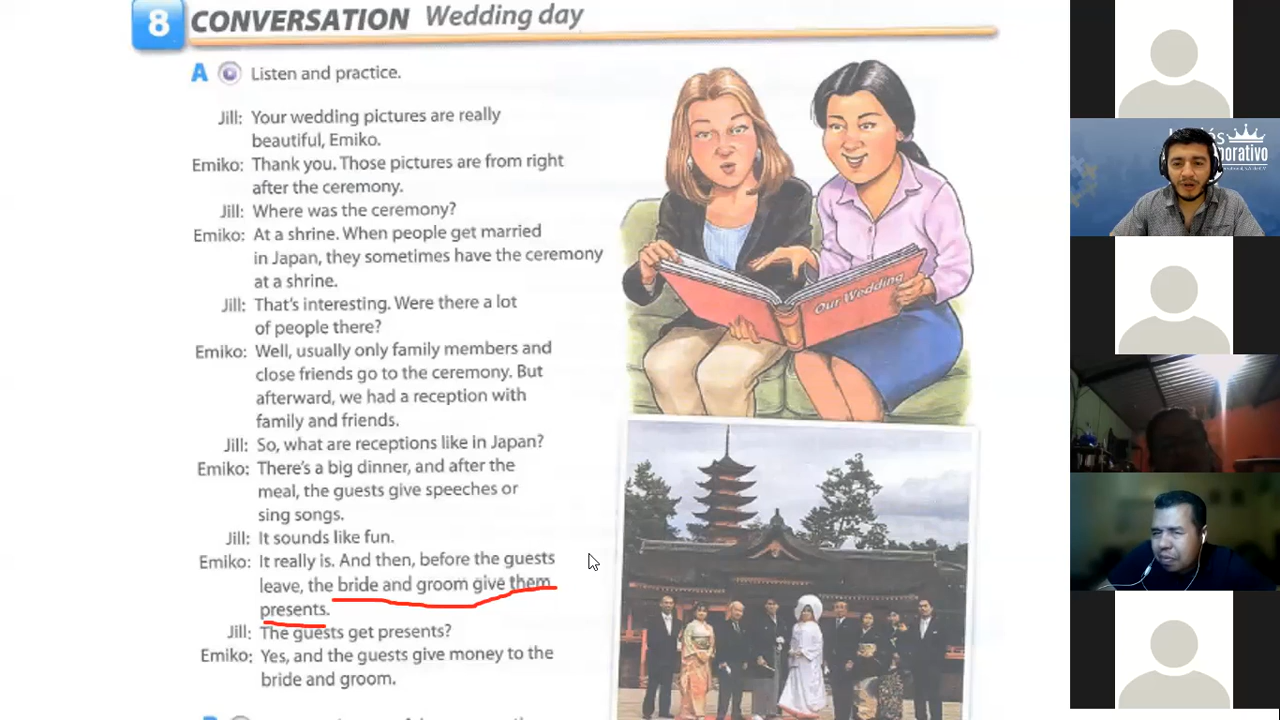 8 CONVERSATION Wedding day
A Listen and practice.
Jill: Your wedding pictures are really
beautiful, Emiko.
Emiko: Thank you. Those pictures are from right
after the ceremony.
Jill: Where was the ceremony?
Emiko: At a shrine. When people get married
in Japan, they sometimes have the ceremony
at a shrine.
Jill: That's interesting. Were there a lot
of people there?
Emiko: Well, usually only family members and
close friends go to the ceremony. But
afterward, we had a reception with
family and friends.
Jill: So, what are receptions like in Japan?
Emiko: There's a big dinner, and after the
meal, the guests give speeches or
sing songs.
Jill: It sounds like fun.
Emiko: It really is. And then, before the guests
leave, the bride and groom give them
presents.
Jill: The guests get presents?
Emiko: Yes, and the guests give money to the
bride and groom.
Our Wedding